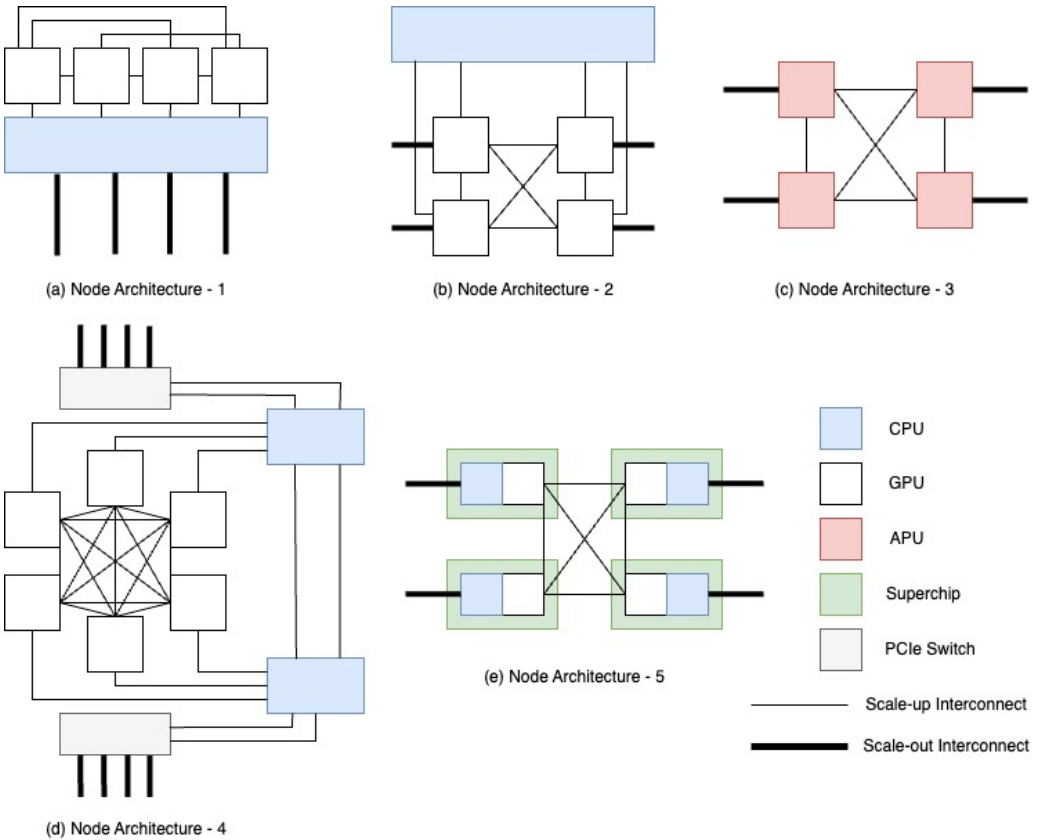 (a) Node Architecture - 1
(b) Node Architecture - 2
(c) Node Architecture - 3
CPU
GPU
APU
Superchip
PCIe Switch
(e) Node Architecture - 5
Scale-up Interconnect
Scale-out Interconnect
(d) Node Architecture - 4